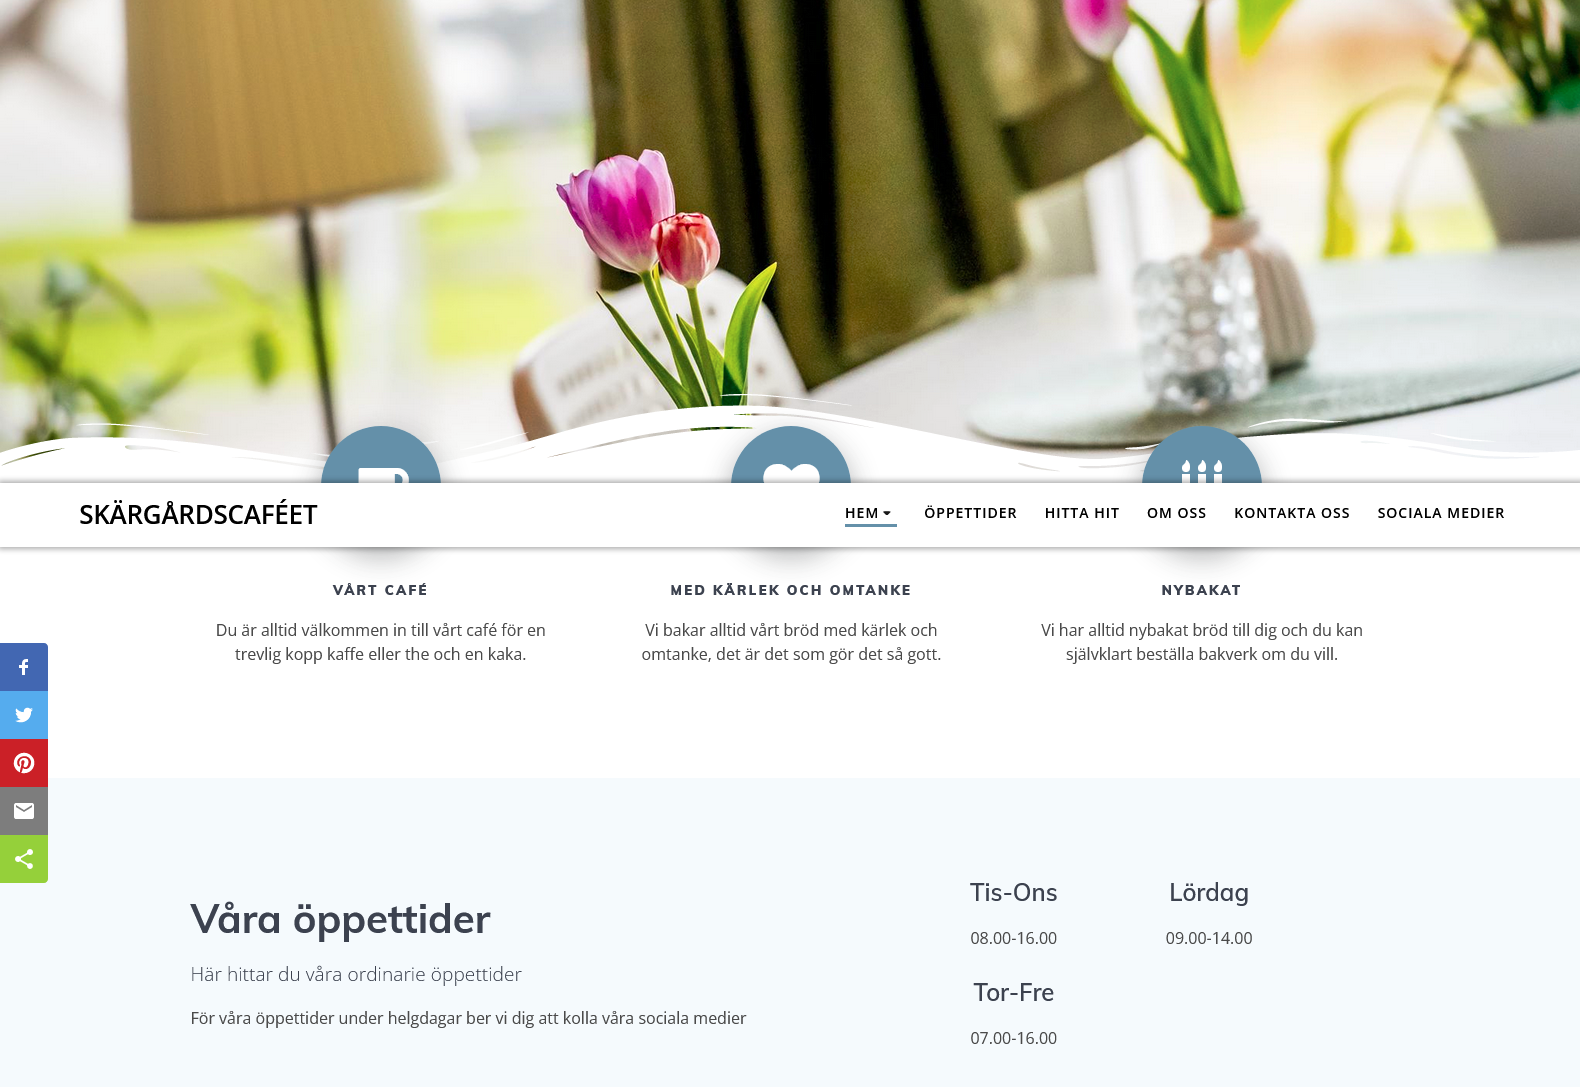 SKÄRGÅRDSCAFÉET
HEM
ÖPPETTIDER
HITTA HIT
OM OSS
KONTAKTA OSS
SOCIALA MEDIER
VÅRT CAFÉ
Du är alltid välkommen in till vårt café för en
trevlig kopp kaffe eller the och en kaka.
MED KÄRLEK OCH OMTANKE
Vi bakar alltid vårt bröd med kärlek och
omtanke, det är det som gör det så gott.
NYBAKAT
Vi har alltid nybakat bröd till dig och du kan
självklart beställa bakverk om du vill.
Våra öppettider
Här hittar du våra ordinarie öppettider
För våra öppettider under helgdagar ber vi dig att kolla våra sociala medier
Tis-Ons
08.00-16.00
Lördag
09.00-14.00
Tor-Fre
07.00-16.00